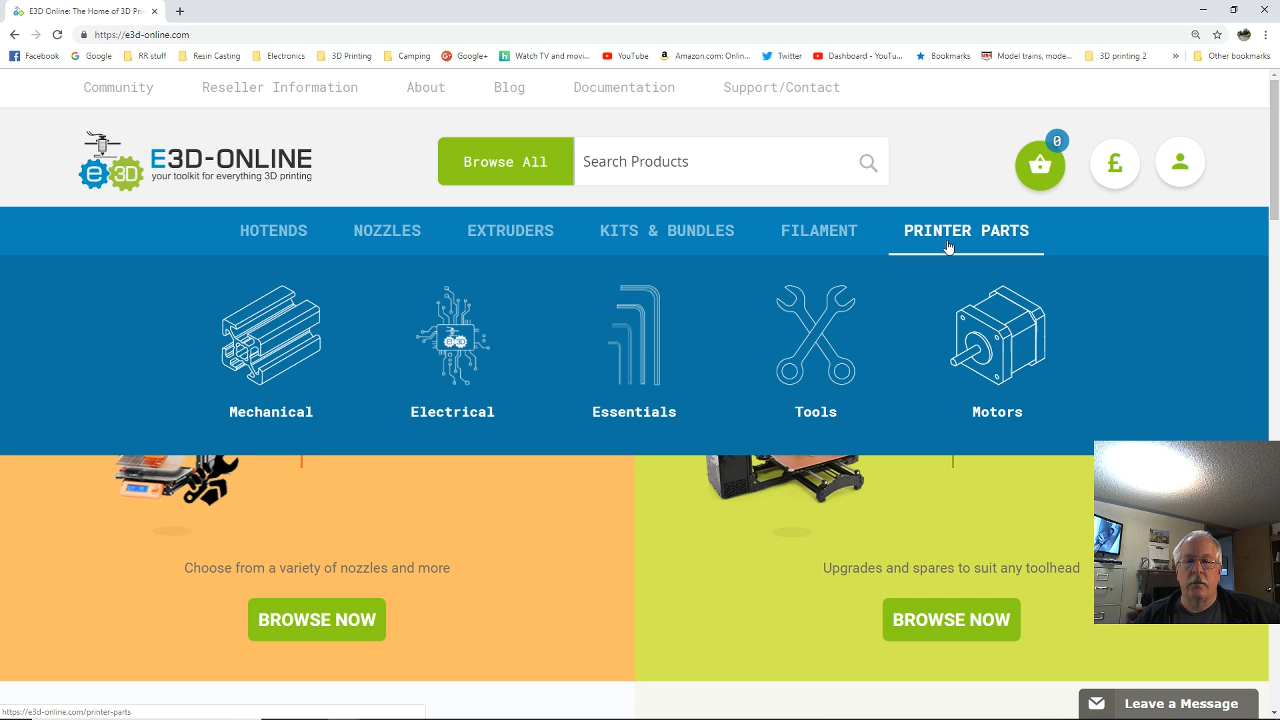 E3D Online: The Home of 3D Prin
https://e3d-online.com
Facebook Google RR stuff Resin Casting Electronics 3D Printing Camping Google+ Watch TV and movi... YouTube Amazon.com: Onlin... Twitter Dashboard - YouTu... Bookmarks Model trains, mode... 3D printing 2 » Other bookmarks
Community Reseller Information About Blog Documentation Support/Contact
E3D-ONLINE
your toolkit for everything 3D printing
e3D
Browse All Search Products
0
£
HOTENDS NOZZLES EXTRUDERS KITS & BUNDLES FILAMENT PRINTER PARTS
e3D
Mechanical Electrical Essentials Tools Motors
Choose from a variety of nozzles and more
Upgrades and spares to suit any toolhead
BROWSE NOW BROWSE NOW
Leave a Message
https://e3d-online.com/printer-parts